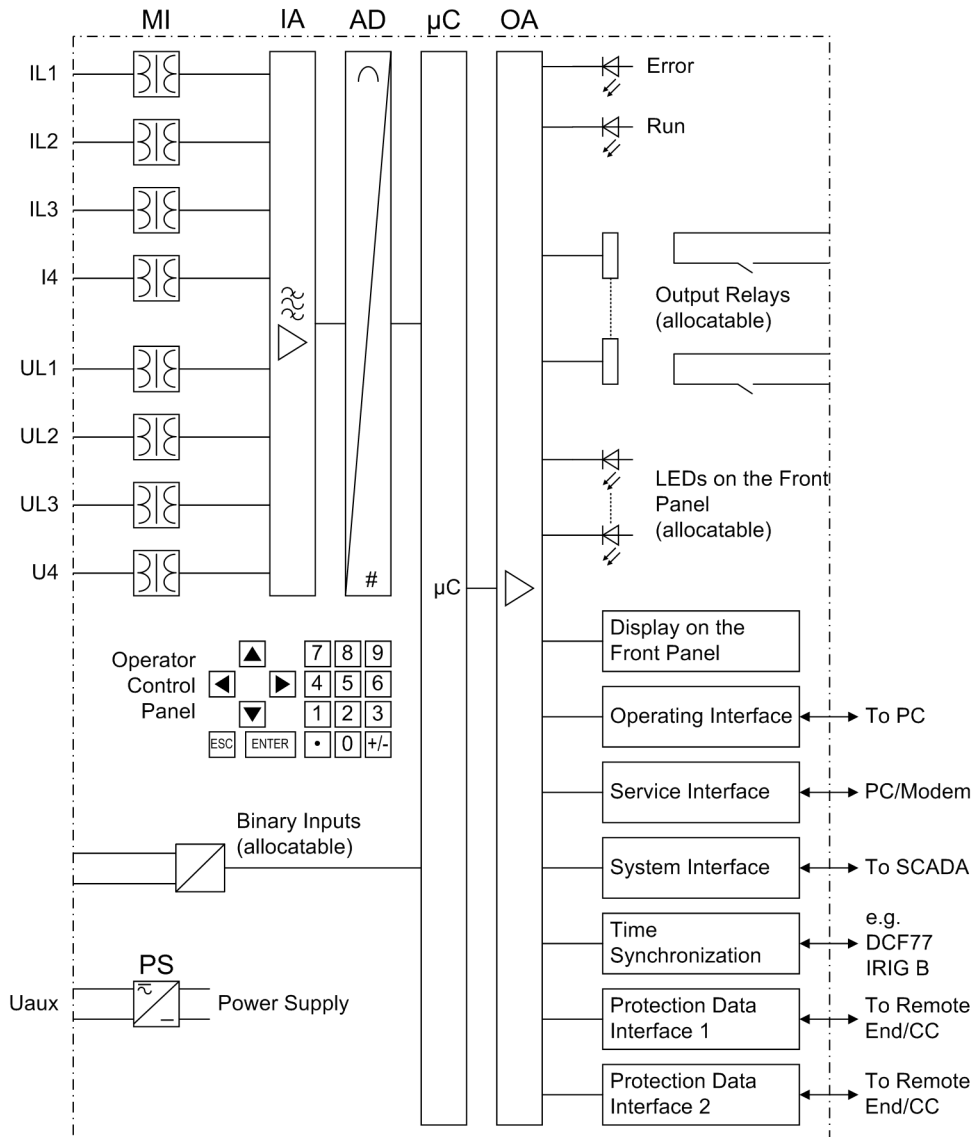 MI IA AD µC OA
IL1
IL2
IL3
I4
UL1
UL2
UL3
U4
#
µC
Error
Run
Output Relays
(allocatable)
LEDs on the Front
Panel
(allocatable)
Operator
Control
Panel
7 8 9
4 5 6
1 2 3
ESC ENTER • 0 +/-
Display on the
Front Panel
Operating Interface
To PC
Service Interface
PC/Modem
System Interface
To SCADA
Time
Synchronization
e.g.
DCF77
IRIG B
Protection Data
Interface 1
To Remote
End/CC
Protection Data
Interface 2
To Remote
End/CC
Binary Inputs
(allocatable)
PS
Uaux
Power Supply